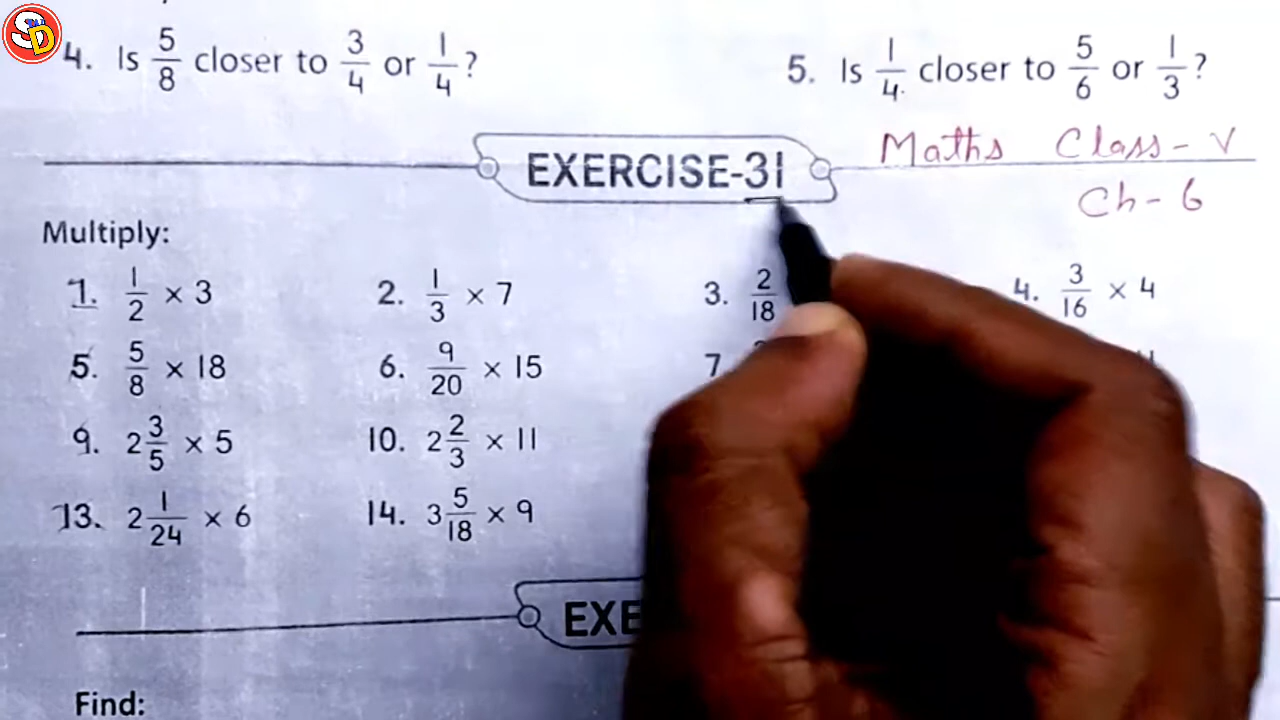 SD
4. Is 5/8 closer to 3/4 or 1/4?
5. Is 1/4 closer to 5/6 or 1/3?
EXERCISE-31
Maths Class - V
Ch - 6
Multiply:
1. 1/2 × 3
2. 1/3 × 7
3. 2/18
4. 3/16 × 4
5. 5/8 × 18
6. 9/20 × 15
7
9. 2 3/5 × 5
10. 2 2/3 × 11
13. 2 1/24 × 6
14. 3 5/18 × 9
EXE
Find: